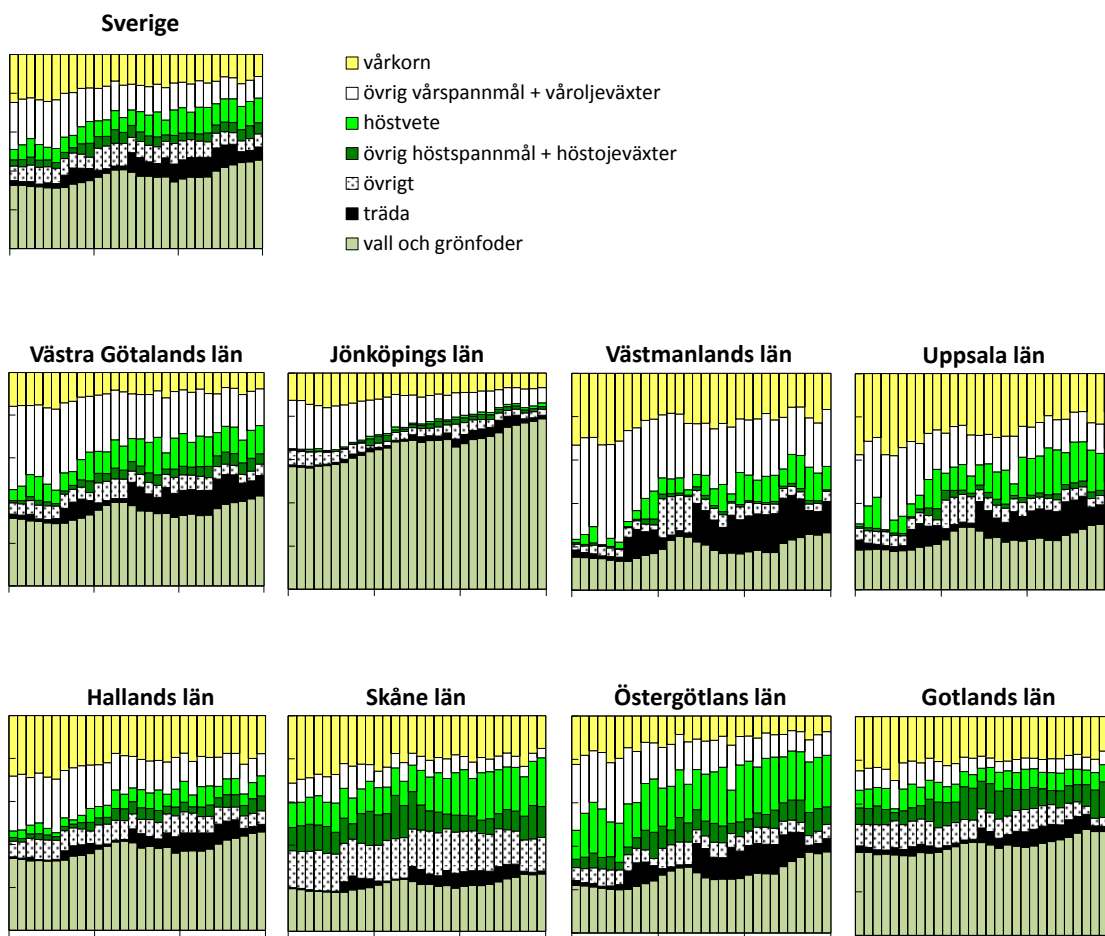 Sverige
vårkorn
övrig vårspannmål + våroljeväxter
höstvete
övrig höstspannmål + höstojeväxter
övrigt
träda
vall och grönfoder
Västra Götalands län
Jönköpings län
Västmanlands län
Uppsala län
Hallands län
Skåne län
Östergötlans län
Gotlands län